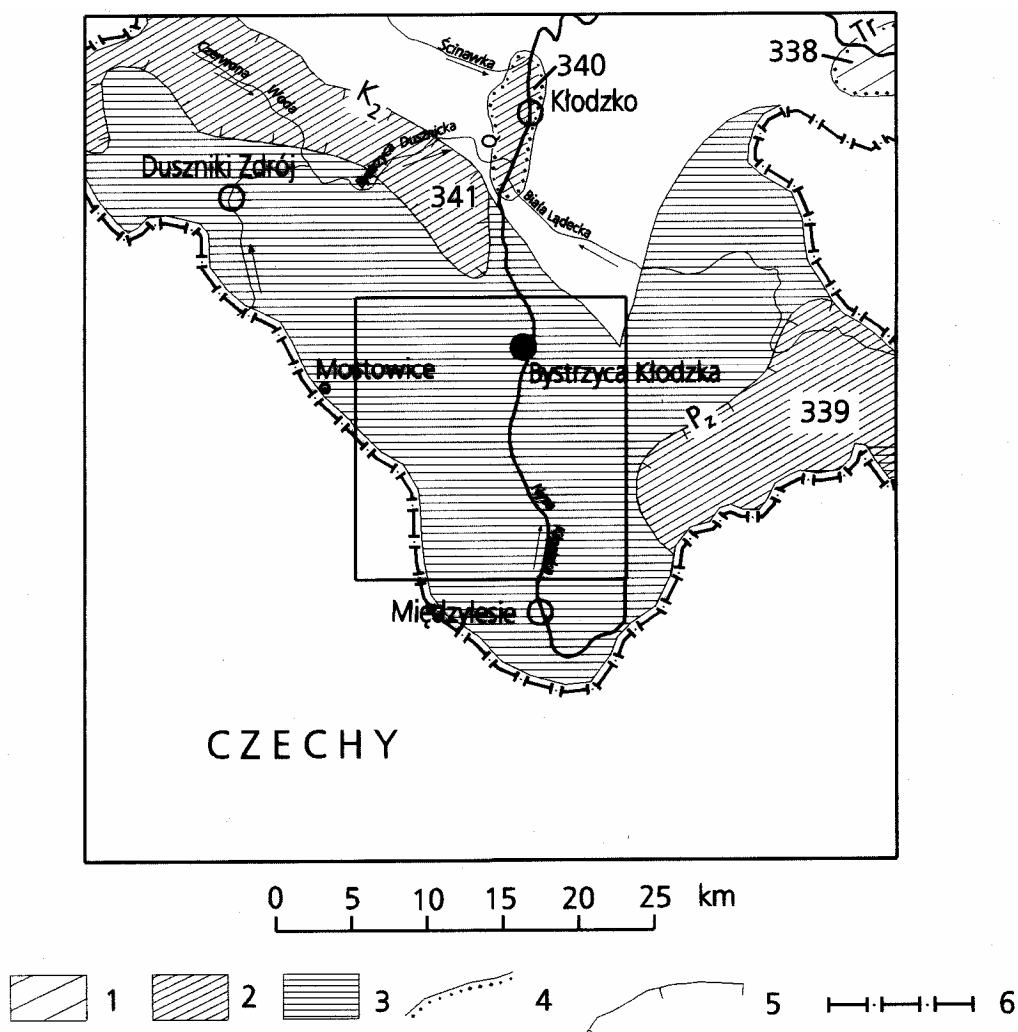 Tr
338
Ścinawka
340
Czerwona Woda
K2
Kłodzko
Q
Bystrzyca Dusznicka
Duszniki Zdrój
341
Biała Lądecka
Mostowice
Bystrzyca Kłodzka
Pz
339
Nysa Kłodzka
Międzylesie
CZECHY
0 5 10 15 20 25 km
1 2 3 4 5 6